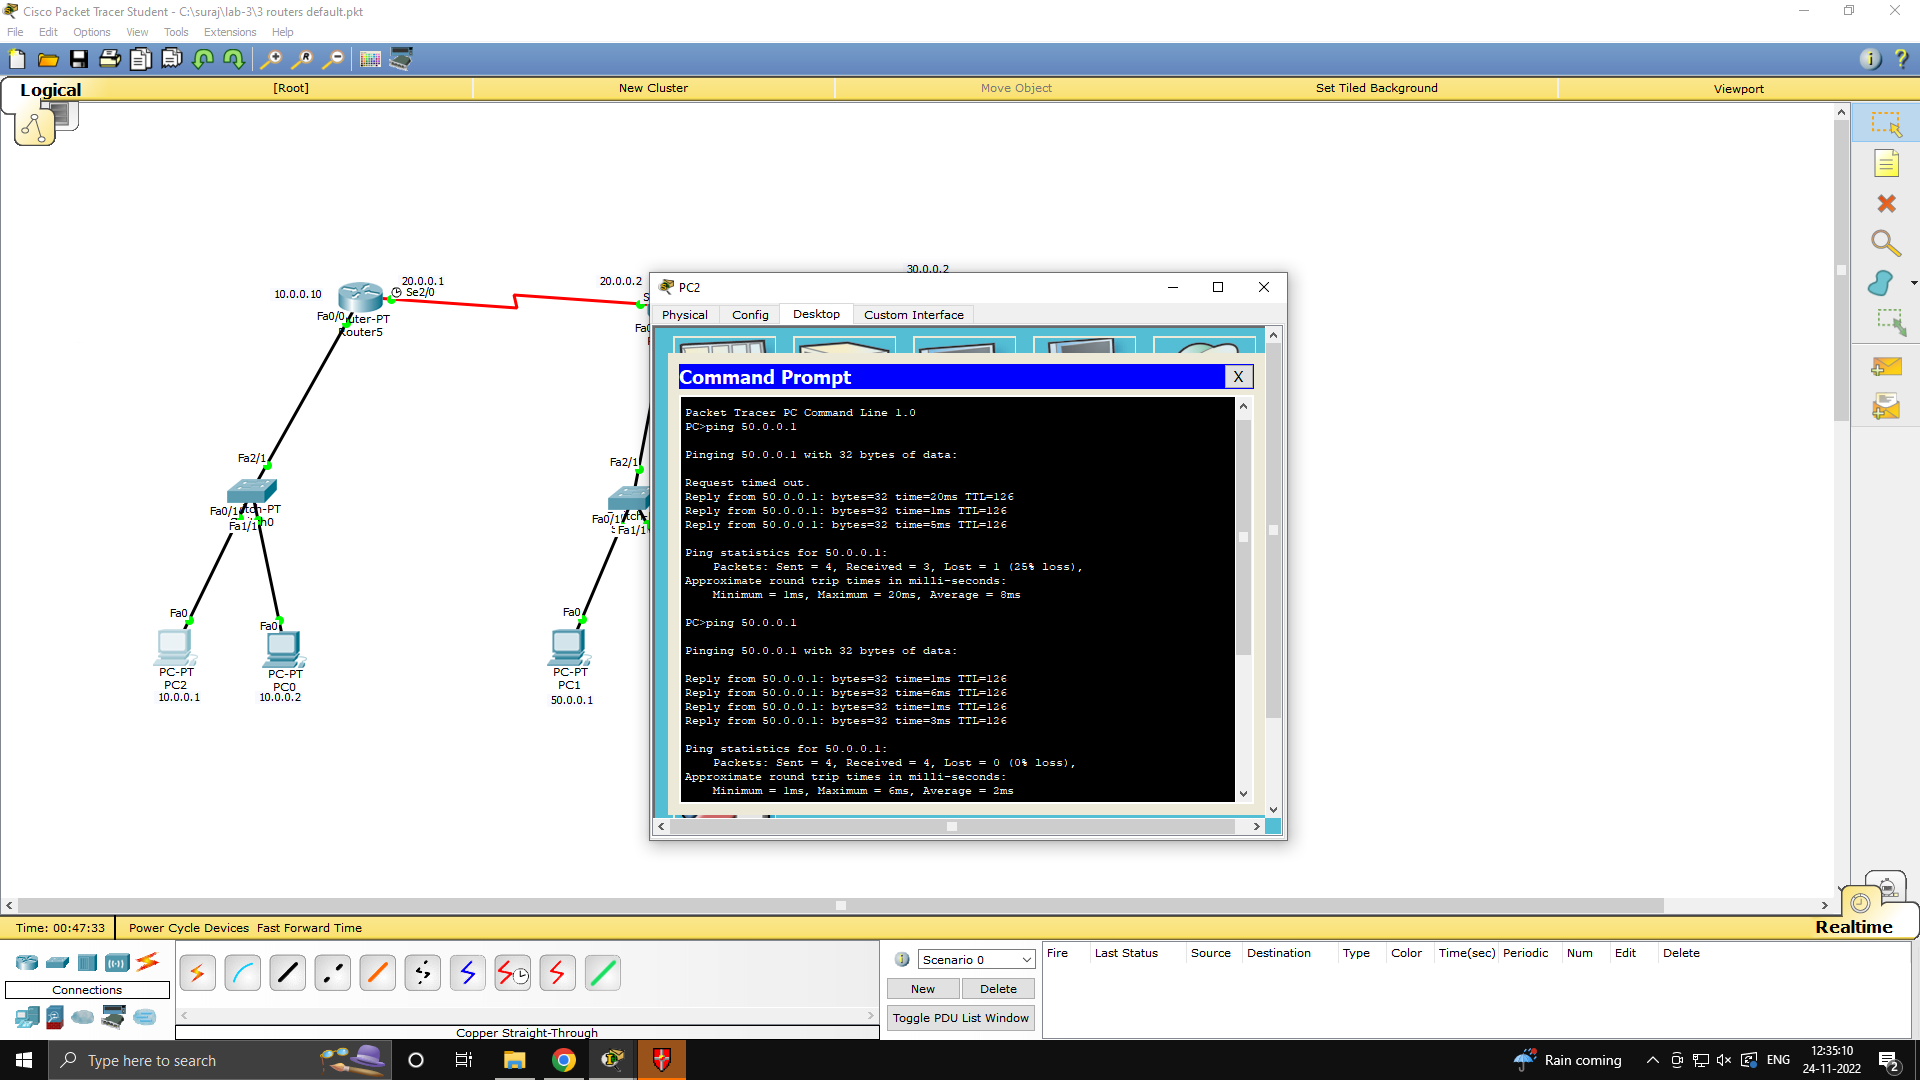 Cisco Packet Tracer Student - C:\suraj\lab-3\3 routers default.pkt
File Edit Options View Tools Extensions Help
Logical [Root] New Cluster Move Object Set Tiled Background Viewport
30.0.0.2
10.0.0.10
20.0.0.1
Se2/0
Fa0/0
uter-PT
Router5
20.0.0.2
Fa2/1
Fa0/1
tch-PT
Fa1/1
h0
Fa0
PC-PT
PC2
10.0.0.1
Fa0
PC-PT
PC0
10.0.0.2
Fa2/1
Fa0/1
Fa1/1
Fa0
PC-PT
PC1
50.0.0.1
PC2
Physical Config Desktop Custom Interface
Command Prompt X
Packet Tracer PC Command Line 1.0
PC>ping 50.0.0.1
Pinging 50.0.0.1 with 32 bytes of data:
Request timed out.
Reply from 50.0.0.1: bytes=32 time=20ms TTL=126
Reply from 50.0.0.1: bytes=32 time=1ms TTL=126
Reply from 50.0.0.1: bytes=32 time=5ms TTL=126
Ping statistics for 50.0.0.1:
Packets: Sent = 4, Received = 3, Lost = 1 (25% loss),
Approximate round trip times in milli-seconds:
Minimum = 1ms, Maximum = 20ms, Average = 8ms
PC>ping 50.0.0.1
Pinging 50.0.0.1 with 32 bytes of data:
Reply from 50.0.0.1: bytes=32 time=1ms TTL=126
Reply from 50.0.0.1: bytes=32 time=6ms TTL=126
Reply from 50.0.0.1: bytes=32 time=1ms TTL=126
Reply from 50.0.0.1: bytes=32 time=3ms TTL=126
Ping statistics for 50.0.0.1:
Packets: Sent = 4, Received = 4, Lost = 0 (0% loss),
Approximate round trip times in milli-seconds:
Minimum = 1ms, Maximum = 6ms, Average = 2ms
Time: 00:47:33 Power Cycle Devices Fast Forward Time Realtime
Connections
Copper Straight-Through
Scenario 0
New Delete
Toggle PDU List Window
Fire Last Status Source Destination Type Color Time(sec) Periodic Num Edit Delete
Type here to search
Rain coming
ENG
12:35:10
24-11-2022
2